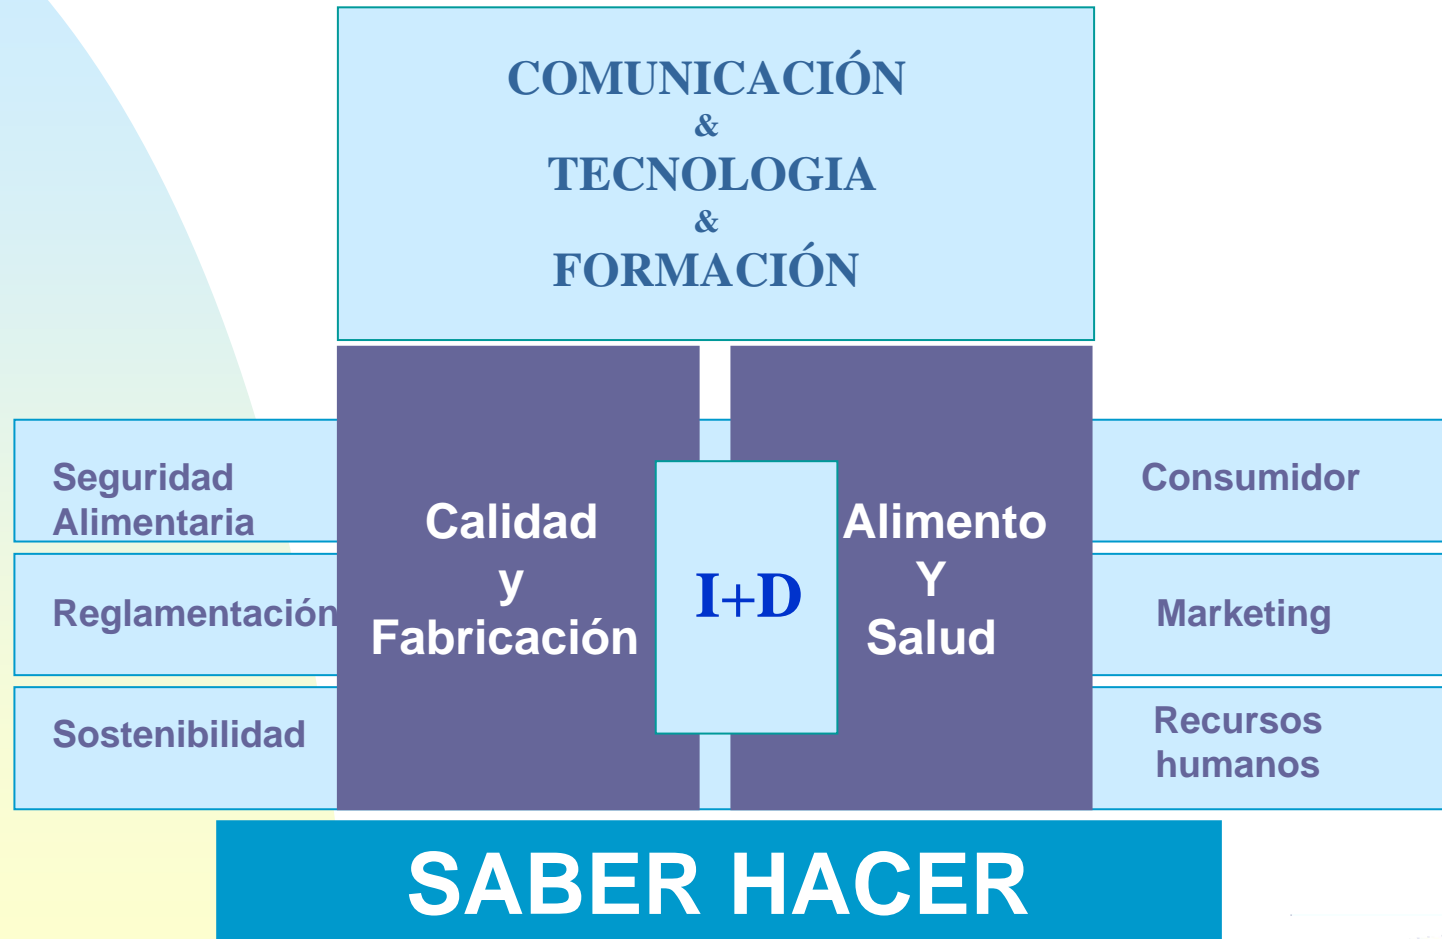 COMUNICACIÓN
&
TECNOLOGIA
&
FORMACIÓN
Seguridad
Alimentaria
Reglamentación
Sostenibilidad
Calidad
y
Fabricación
I+D
Alimento
Y
Salud
Consumidor
Marketing
Recursos
humanos
SABER HACER